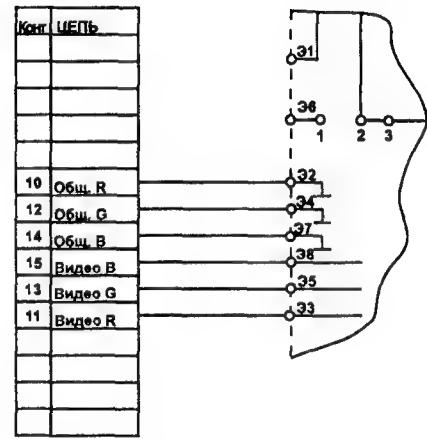 Конт ЦЕПЬ
10 Общ. R
12 Общ. G
14 Общ. B
15 Видео B
13 Видео G
11 Видео R
Э1
Э6
1 2 3
Э2
Э4
Э7
Э8
Э5
Э3